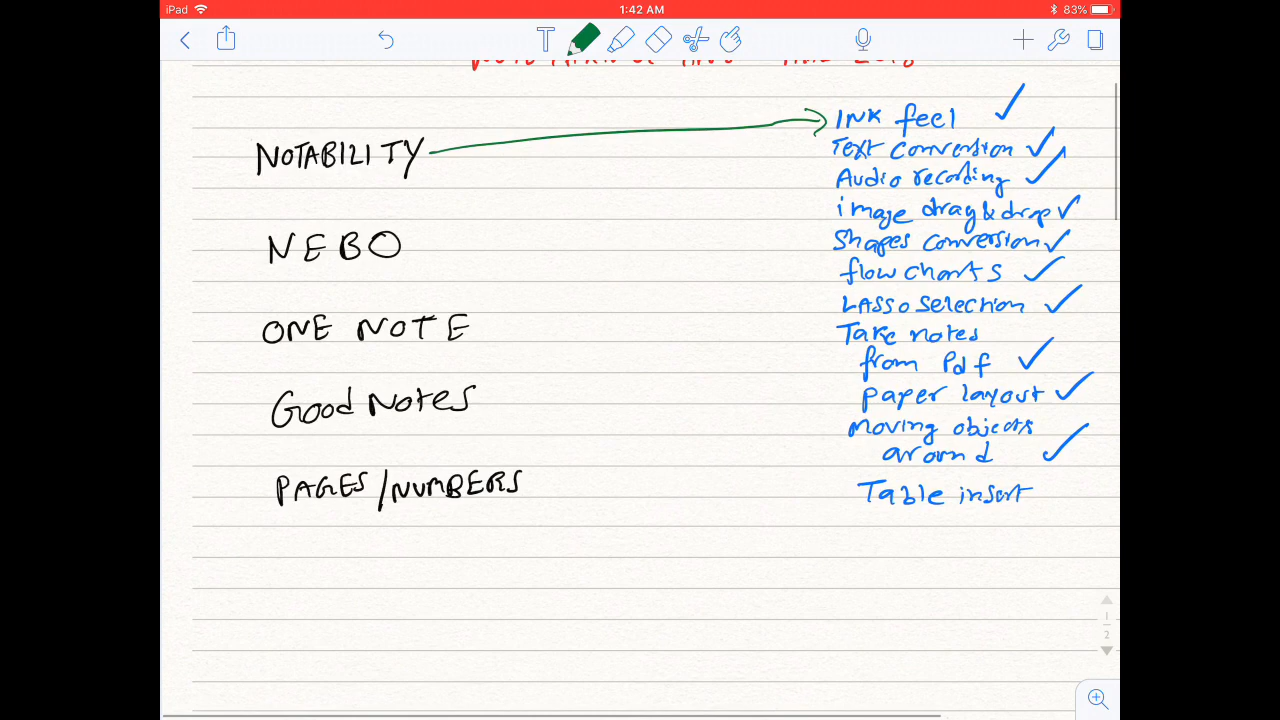 iPad 1:42 AM 83%
T
NOTABILITY
NEBO
ONE NOTE
Good Notes
PAGES/NUMBERS
INK feel
Text conversion
Audio recording
image drag & drop
Shapes conversion
flow charts
LASSO selection
Take notes
from Pdf
paper layout
moving objects
around
Table insert
1
2